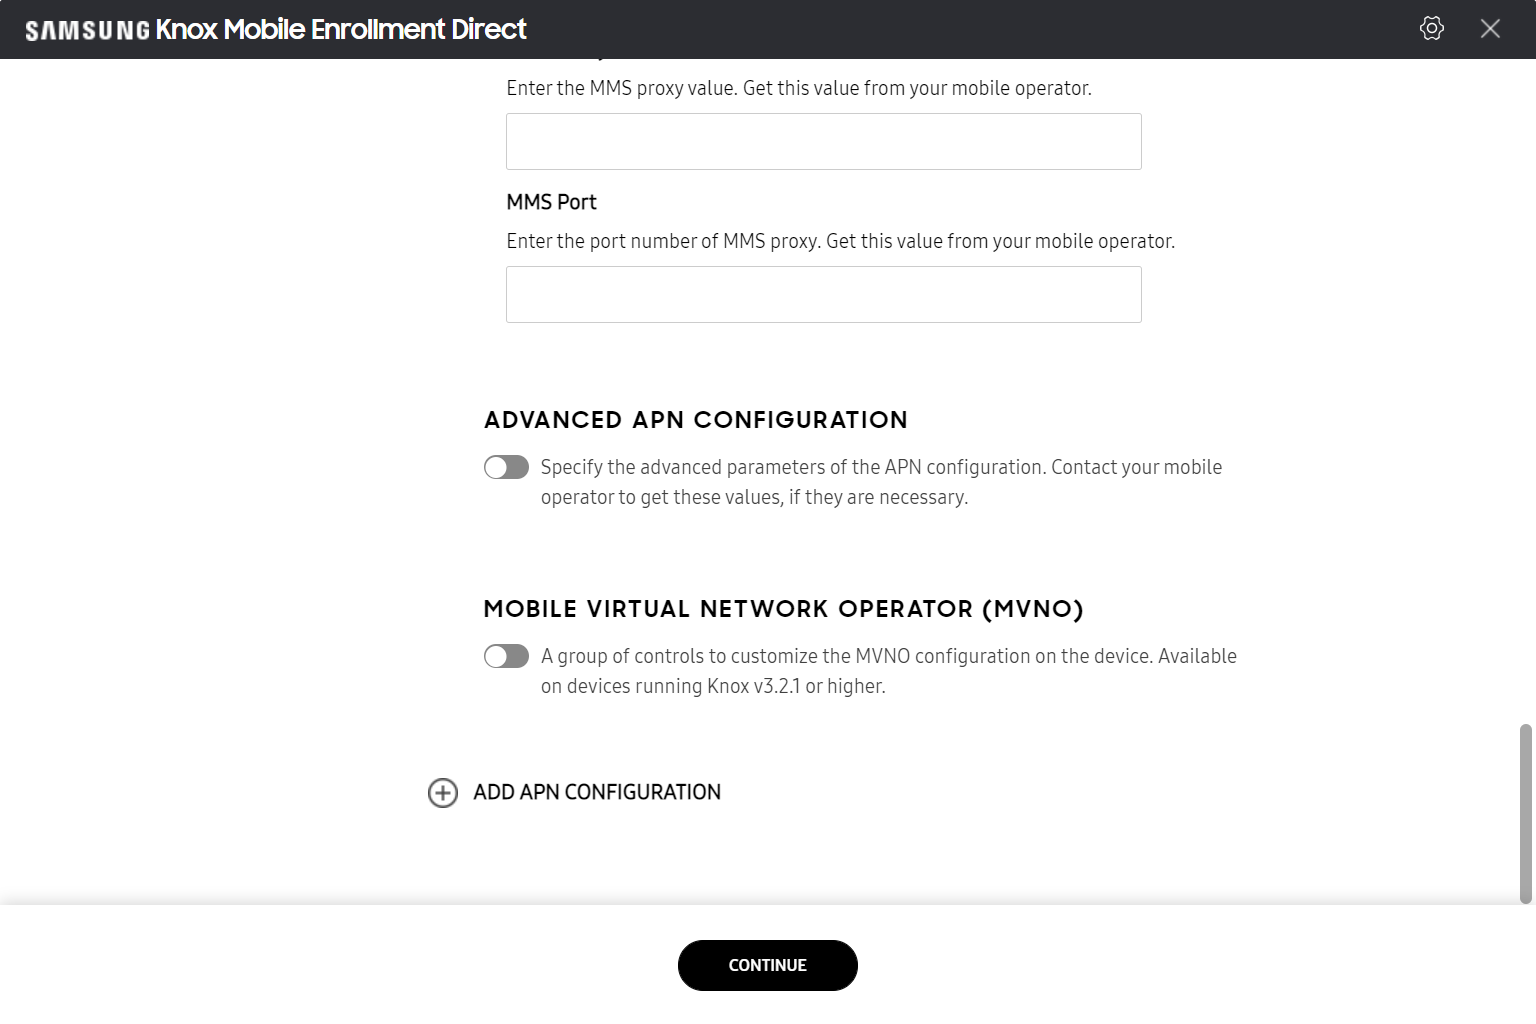 SAMSUNG Knox Mobile Enrollment Direct
Enter the MMS proxy value. Get this value from your mobile operator.
MMS Port
Enter the port number of MMS proxy. Get this value from your mobile operator.
ADVANCED APN CONFIGURATION
Specify the advanced parameters of the APN configuration. Contact your mobile
operator to get these values, if they are necessary.
MOBILE VIRTUAL NETWORK OPERATOR (MVNO)
A group of controls to customize the MVNO configuration on the device. Available
on devices running Knox v3.2.1 or higher.
ADD APN CONFIGURATION
CONTINUE